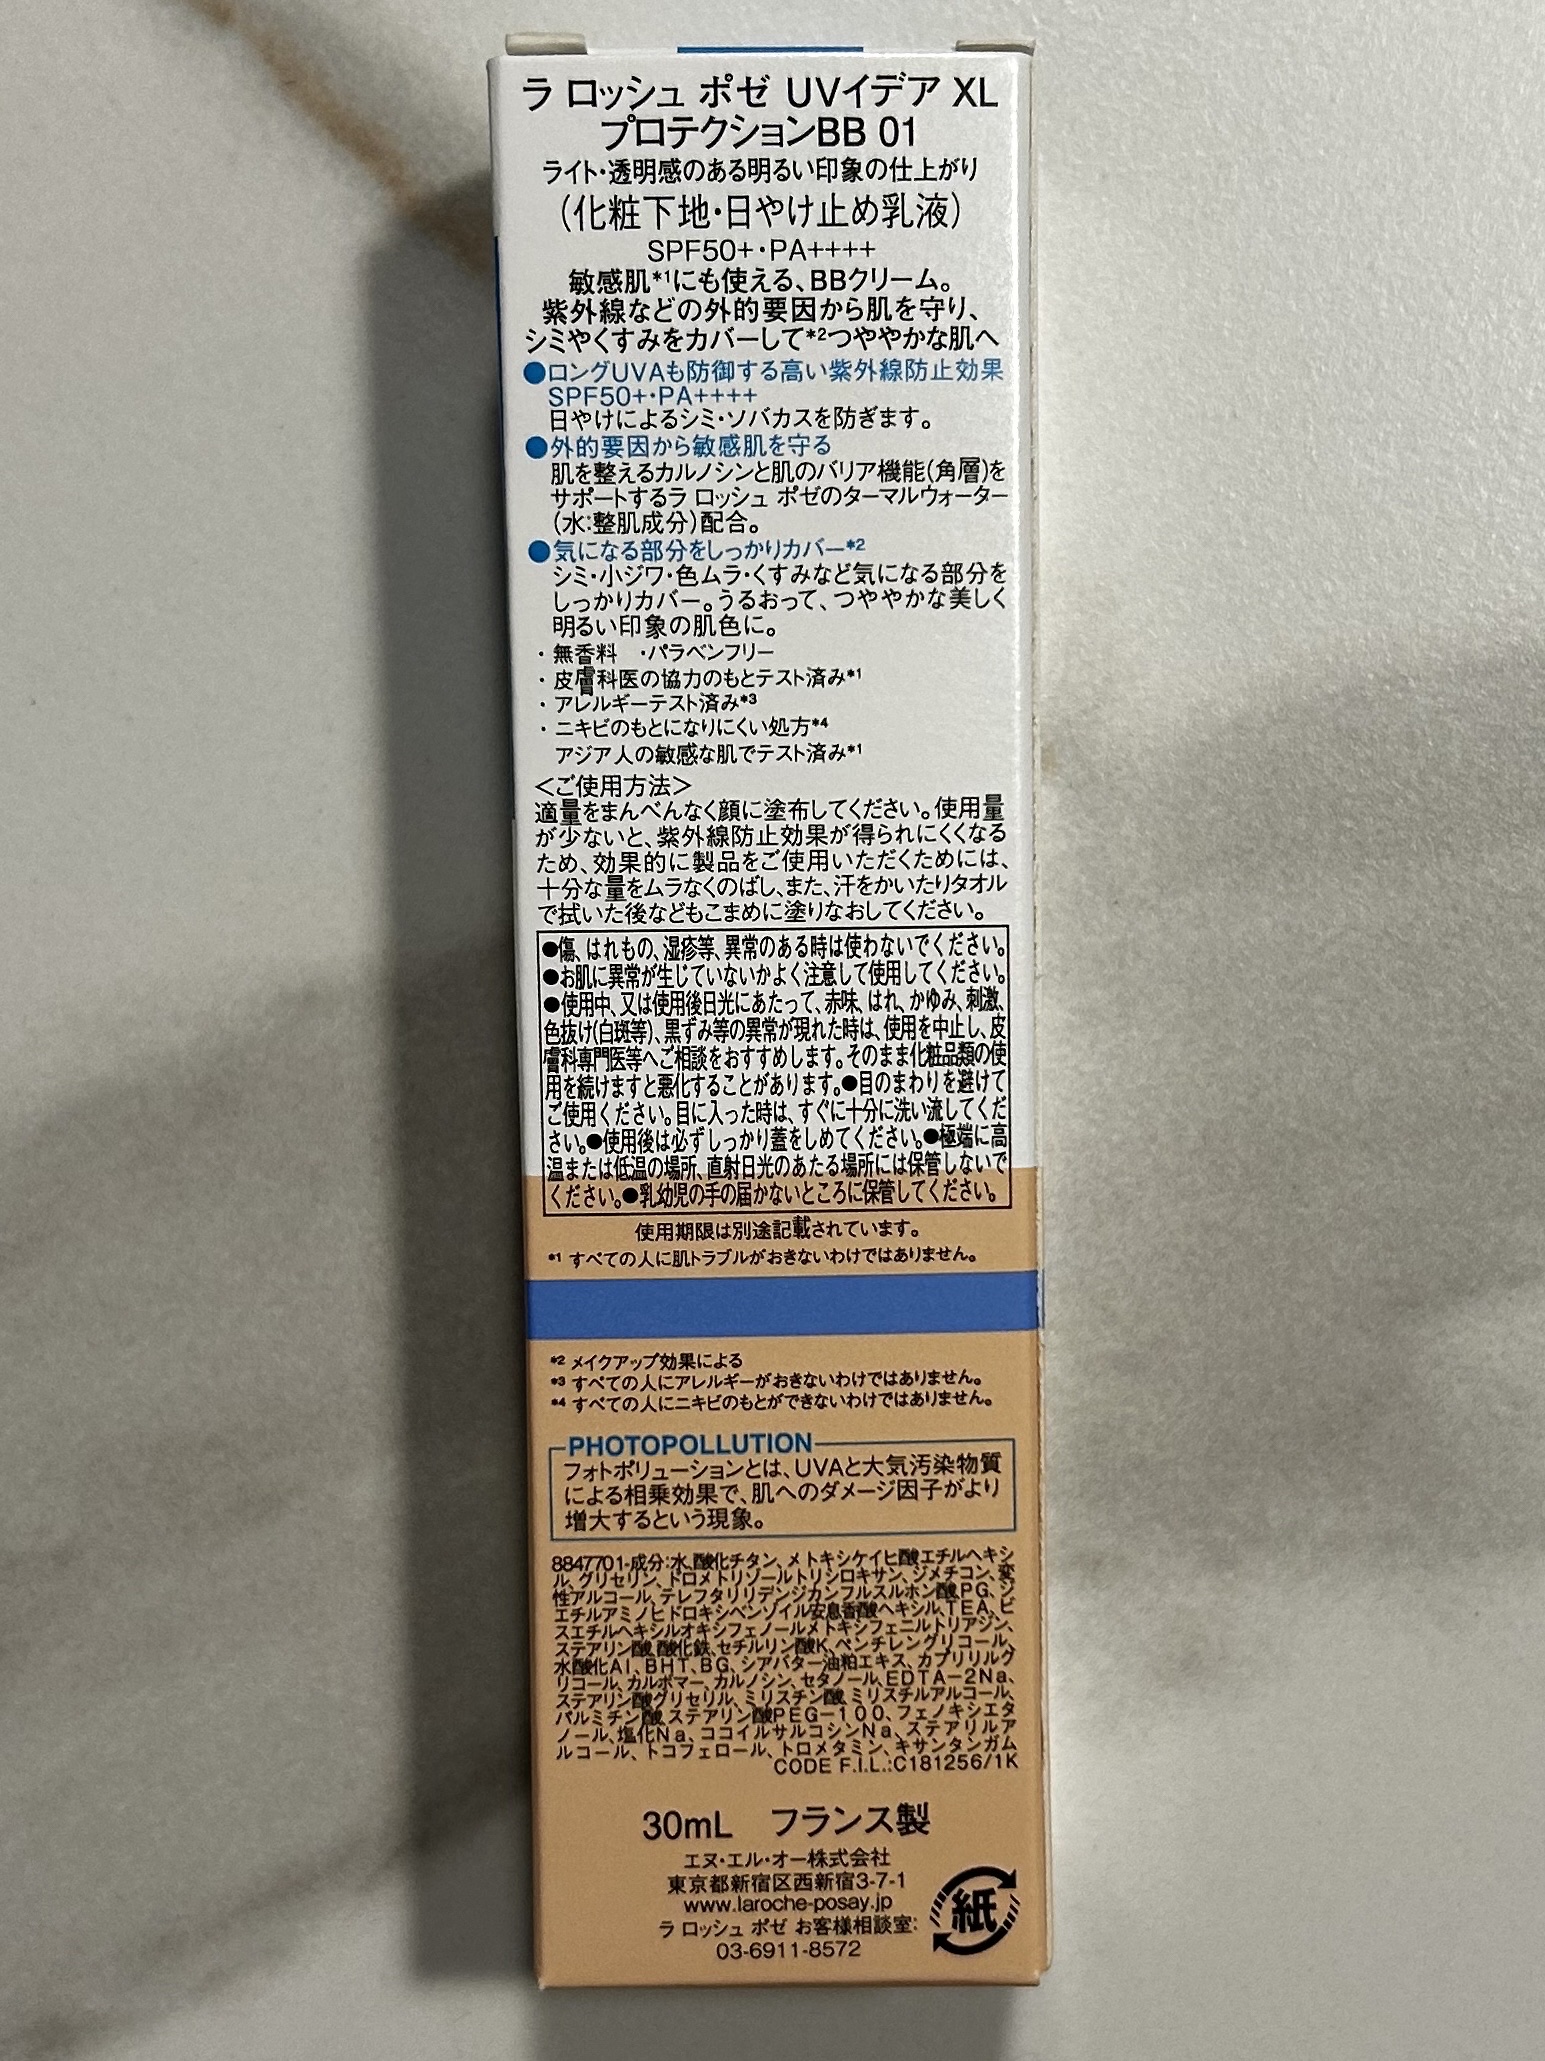 ラ ロッシュ ポゼ UVイデア XL
プロテクションBB 01
ライト・透明感のある明るい印象の仕上がり
(化粧下地・日やけ止め乳液)
SPF50+・PA++++
敏感肌*1にも使える、BBクリーム。
紫外線などの外的要因から肌を守り、
シミやくすみをカバーして*2つややかな肌へ
●ロングUVAも防御する高い紫外線防止効果
SPF50+・PA++++
日やけによるシミ・ソバカスを防ぎます。
●外的要因から敏感肌を守る
肌を整えるカルノシンと肌のバリア機能(角層)を
サポートするラ ロッシュ ポゼのターマルウォーター
(水:整肌成分)配合。
●気になる部分をしっかりカバー*2
シミ・小ジワ・色ムラ・くすみなど気になる部分を
しっかりカバー。うるおって、つややかな美しく
明るい印象の肌色に。
・無香料 ・パラベンフリー
・皮膚科医の協力のもとテスト済み*1
・アレルギーテスト済み*3
・ニキビのもとになりにくい処方*4
アジア人の敏感な肌でテスト済み*1
＜ご使用方法＞
適量をまんべんなく顔に塗布してください。使用量
が少ないと、紫外線防止効果が得られにくくなる
ため、効果的に製品をご使用いただくためには、
十分な量をムラなくのばし、また、汗をかいたりタオル
で拭いた後などもこまめに塗りなおしてください。
●傷、はれもの、湿疹等、異常のある時は使わないでください。
●お肌に異常が生じていないかよく注意して使用してください。
●使用中、又は使用後日光にあたって、赤味、はれ、かゆみ、刺激、
色抜け(白斑等)、黒ずみ等の異常が現れた時は、使用を中止し、皮
膚科専門医等へご相談をおすすめします。そのまま化粧品類の使
用を続けますと悪化することがあります。●目のまわりを避けて
ご使用ください。目に入った時は、すぐに十分に洗い流してくだ
さい。●使用後は必ずしっかり蓋をしめてください。●極端に高
温または低温の場所、直射日光のあたる場所には保管しないで
ください。●乳幼児の手の届かないところに保管してください。
使用期限は別途記載されています。
*1 すべての人に肌トラブルがおきないわけではありません。
*2 メイクアップ効果による
*3 すべての人にアレルギーがおきないわけではありません。
*4 すべての人にニキビのもとができないわけではありません。
PHOTOPOLLUTION
フォトポリューションとは、UVAと大気汚染物質
による相乗効果で、肌へのダメージ因子がより
増大するという現象。
8847701-成分:水、酸化チタン、メトキシケイヒ酸エチルヘキシ
ル、グリセリン、ドロメトリゾールトリシロキサン、ジメチコン、変
性アルコール、テレフタリリデンジカンフルスルホン酸、PG、ジ
エチルアミノヒドロキシベンゾイル安息香酸ヘキシル、TEA、ビ
スエチルヘキシルオキシフェノールメトキシフェニルトリアジン、
ステアリン酸、酸化鉄、セチルリン酸K、ペンチレングリコール、
水酸化Al、BHT、BG、シアバター油粕エキス、カプリリルグ
リコール、カルボマー、カルノシン、セタノール、EDTA-2Na、
ステアリン酸グリセリル、ミリスチン酸、ミリスチルアルコール、
パルミチン酸、ステアリン酸PEG-100、フェノキシエタ
ノール、塩化Na、ココイルサルコシンNa、ステアリルア
ルコール、トコフェロール、トロメタミン、キサンタンガム
CODE F.I.L.:C181256/1K
30mL フランス製
エヌ・エル・オー株式会社
東京都新宿区西新宿3-7-1
www.laroche-posay.jp
ラ ロッシュ ポゼ お客様相談室:
03-6911-8572
紙